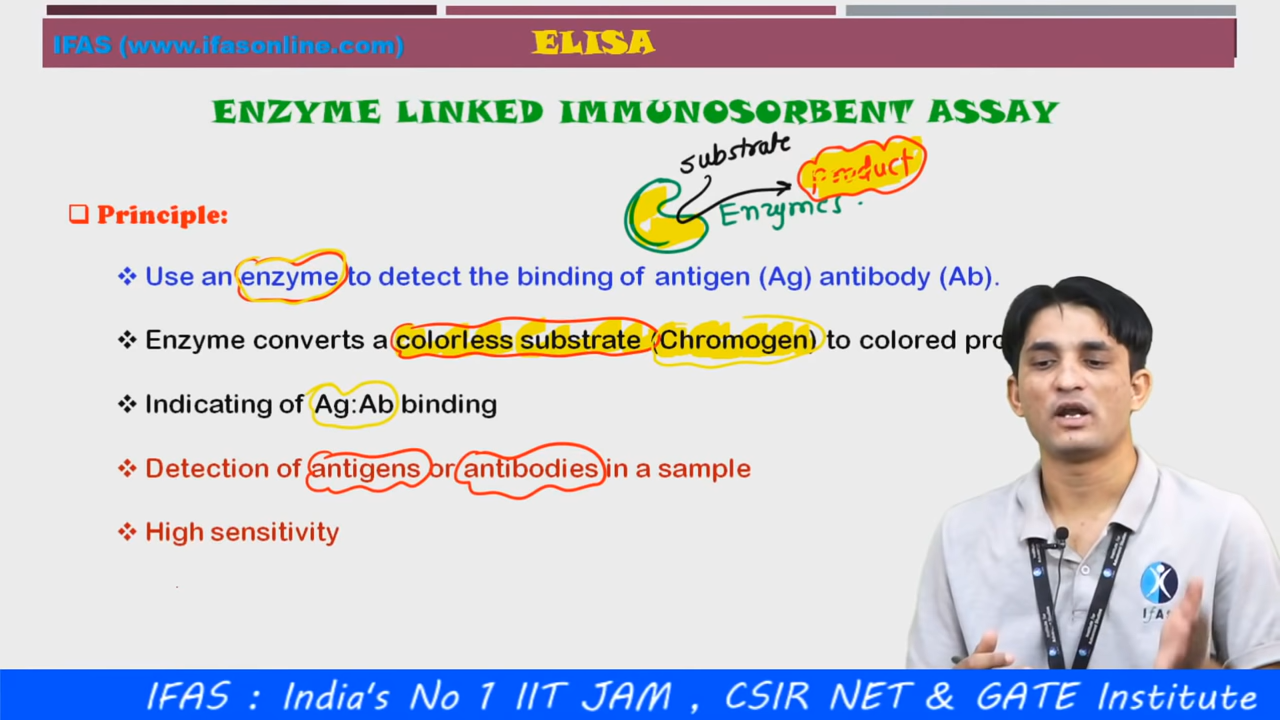 IFAS (www.ifasonline.com)
ELISA
ENZYME LINKED IMMUNOSORBENT ASSAY
substrate
product
Enzymes
Principle:
Use an enzyme to detect the binding of antigen (Ag) antibody (Ab).
Enzyme converts a colorless substrate (Chromogen) to colored
Indicating of Ag:Ab binding
Detection of antigens or antibodies in a sample
High sensitivity
IFAS : India's No 1 IIT JAM , CSIR NET & GATE Institute